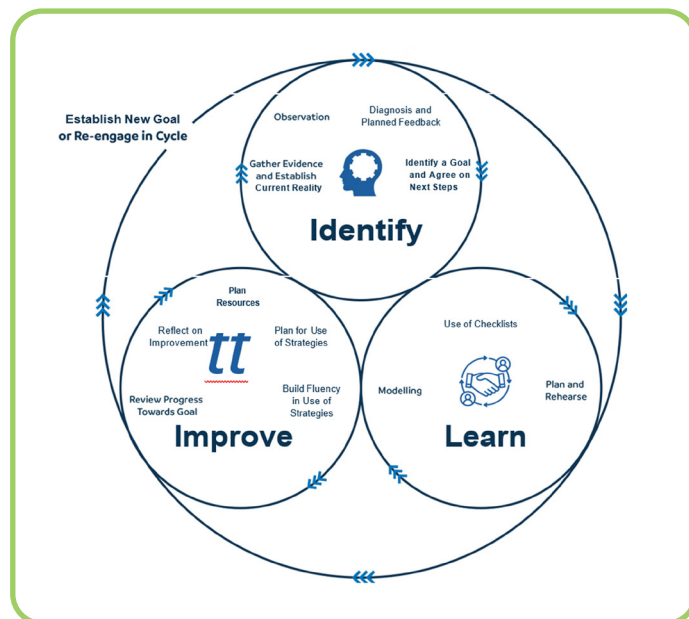 Establish New Goal
or Re-engage in Cycle
Observation
Diagnosis and
Planned Feedback
Gather Evidence
and Establish
Current Reality
Identify a Goal
and Agree on
Next Steps
Identify
Use of Checklists
Modelling
Plan and
Rehearse
Learn
Plan
Resources
Reflect on
Improvement
tt
Plan for Use
of Strategies
Build Fluency
in Use of
Strategies
Review Progress
Towards Goal
Improve